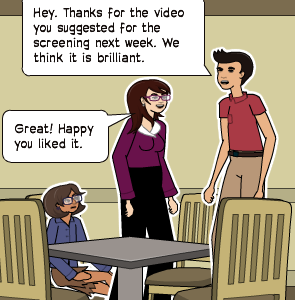 Hey. Thanks for the video
you suggested for the
screening next week. We
think it is brilliant.
Great! Happy
you liked it.